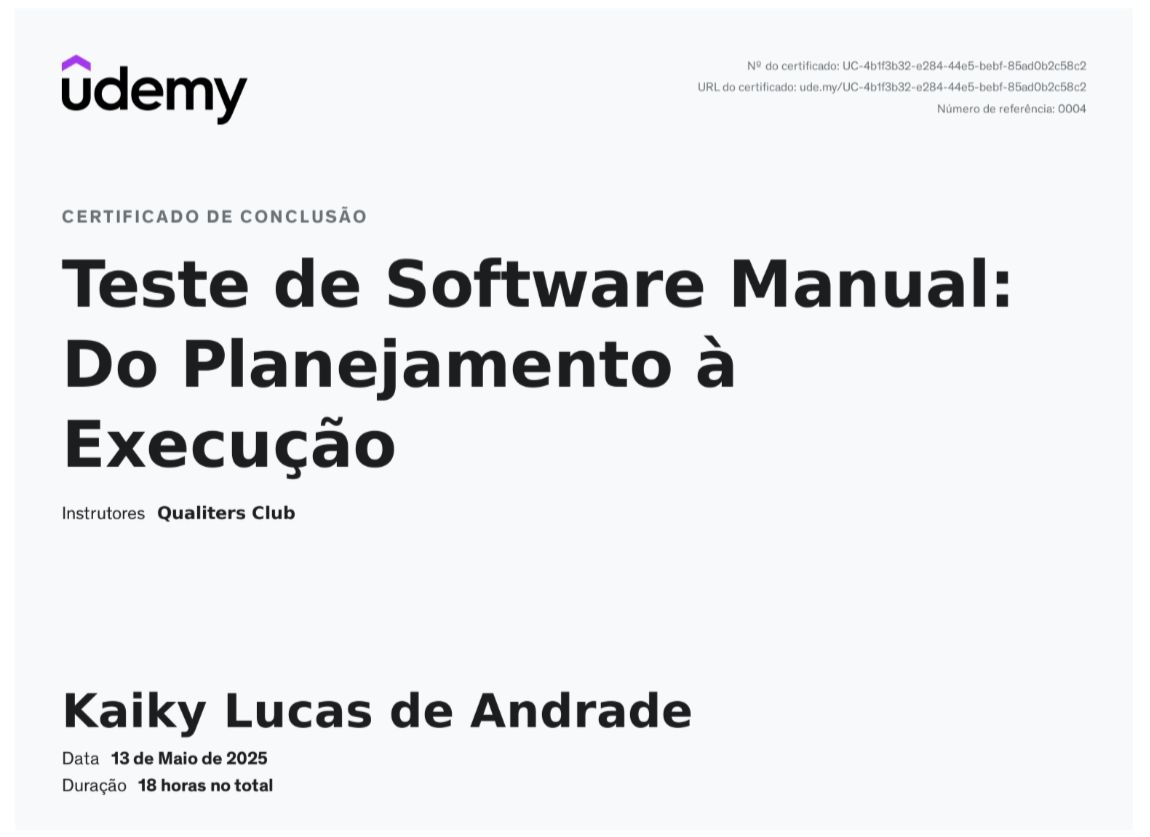 udemy
Nº do certificado: UC-4b1f3b32-e284-44e5-bebf-85ad0b2c58c2
URL do certificado: ude.my/UC-4b1f3b32-e284-44e5-bebf-85ad0b2c58c2
Número de referência: 0004
CERTIFICADO DE CONCLUSÃO
Teste de Software Manual:
Do Planejamento à
Execução
Instrutores Qualiters Club
Kaiky Lucas de Andrade
Data 13 de Maio de 2025
Duração 18 horas no total